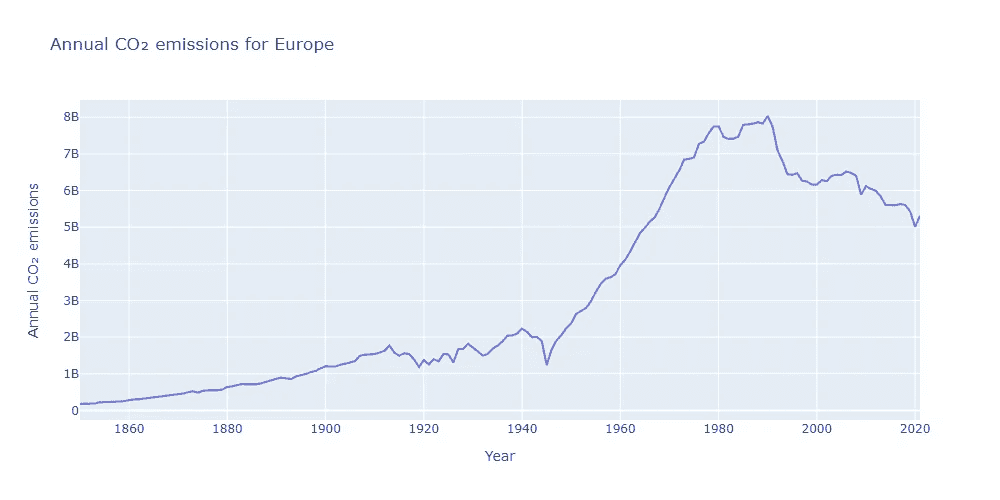 Annual CO₂ emissions for Europe
Annual CO₂ emissions
8B
7B
6B
5B
4B
3B
2B
1B
0
1860 1880 1900 1920 1940 1960 1980 2000 2020
Year